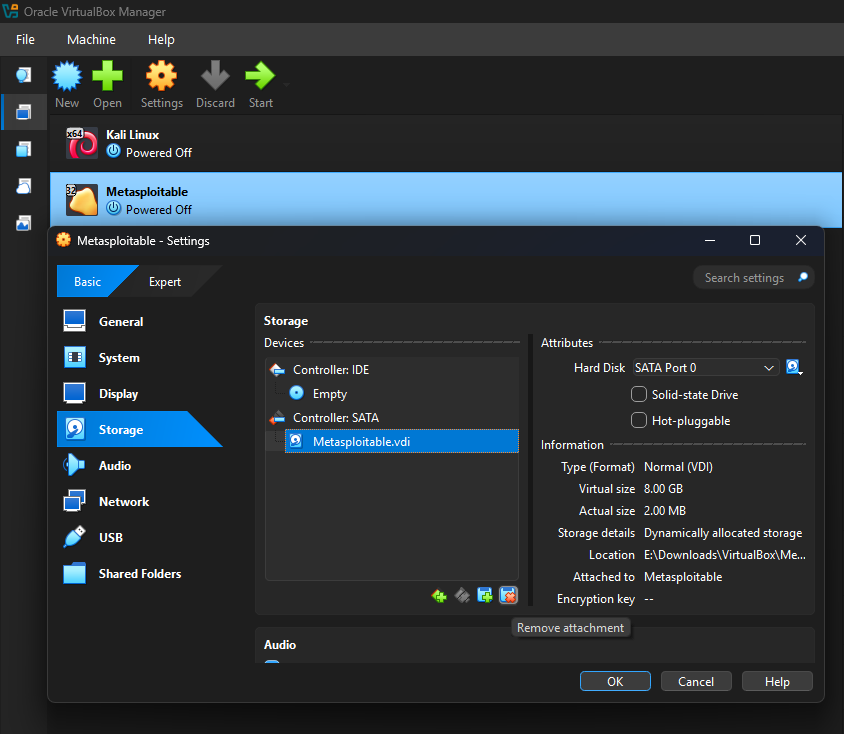 Oracle VirtualBox Manager
File Machine Help
New Open Settings Discard Start
x64
Kali Linux
Powered Off
32
Metasploitable
Powered Off
Metasploitable - Settings
Basic Expert Search settings
General
System
Display
Storage
Audio
Network
USB
Shared Folders
Storage
Devices
Controller: IDE
Empty
Controller: SATA
Metasploitable.vdi
Attributes
Hard Disk SATA Port 0
Solid-state Drive
Hot-pluggable
Information
Type (Format) Normal (VDI)
Virtual size 8.00 GB
Actual size 2.00 MB
Storage details Dynamically allocated storage
Location E:\Downloads\VirtualBox\Me...
Attached to Metasploitable
Encryption key --
Remove attachment
Audio
OK Cancel Help